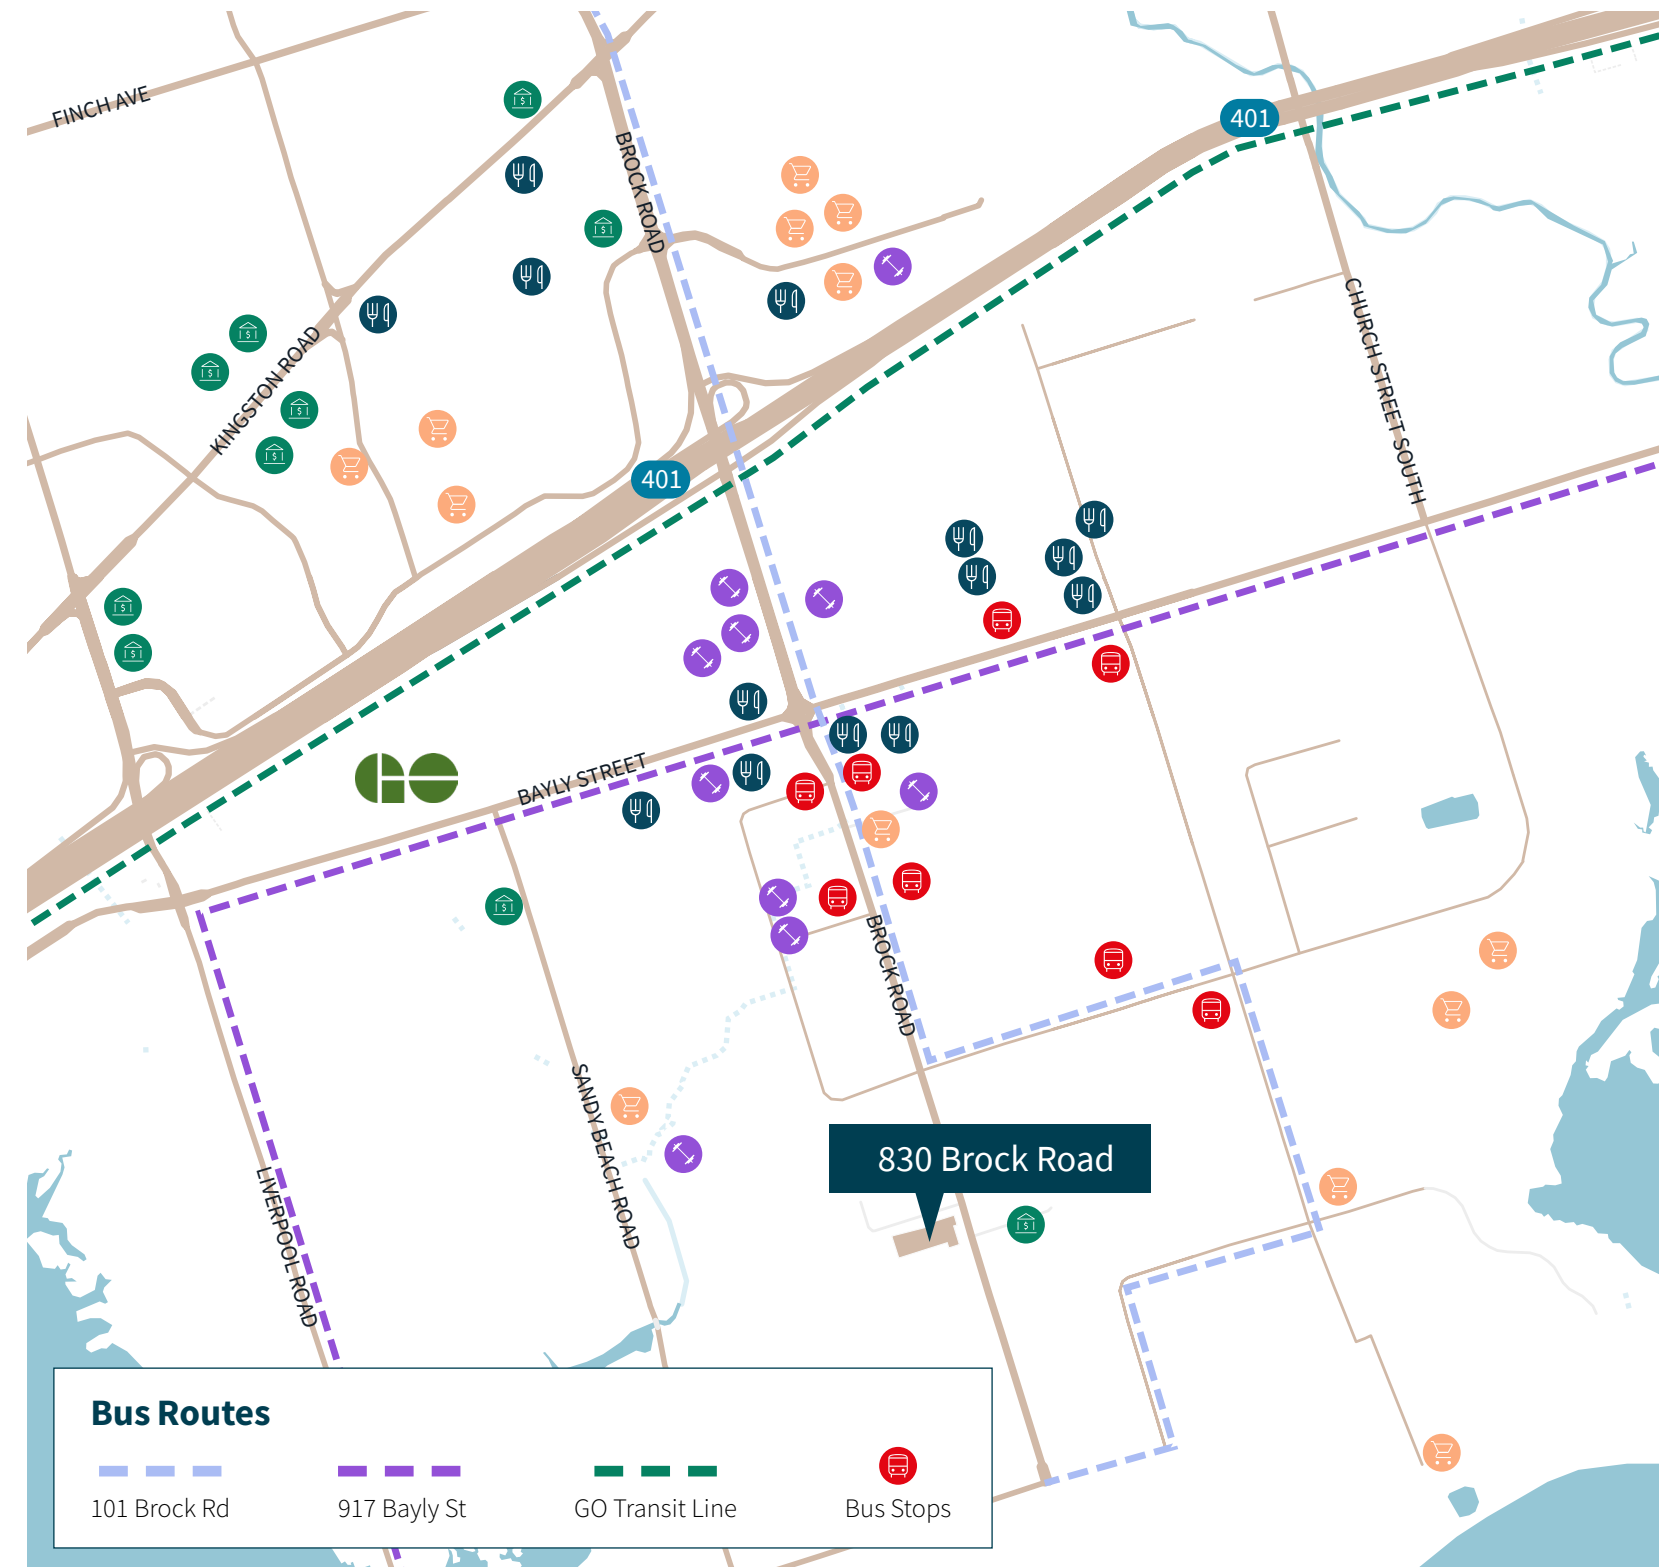 FINCH AVE
BROCK ROAD
401
KINGSTON ROAD
CHURCH STREET SOUTH
401
GO
BAYLY STREET
BROCK ROAD
SANDY BEACH ROAD
LIVERPOOL ROAD
830 Brock Road
Bus Routes
101 Brock Rd
917 Bayly St
GO Transit Line
Bus Stops